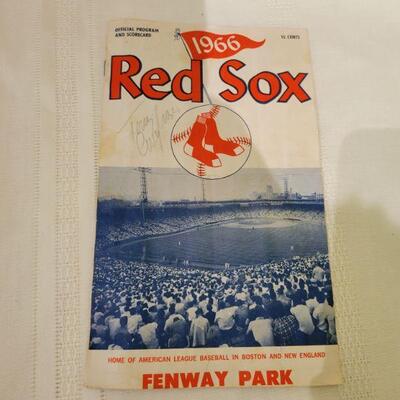 OFFICIAL PROGRAM
AND SCORECARD
1966
15 CENTS
Red Sox
Tony
HOME OF AMERICAN LEAGUE BASEBALL IN BOSTON AND NEW ENGLAND
FENWAY PARK